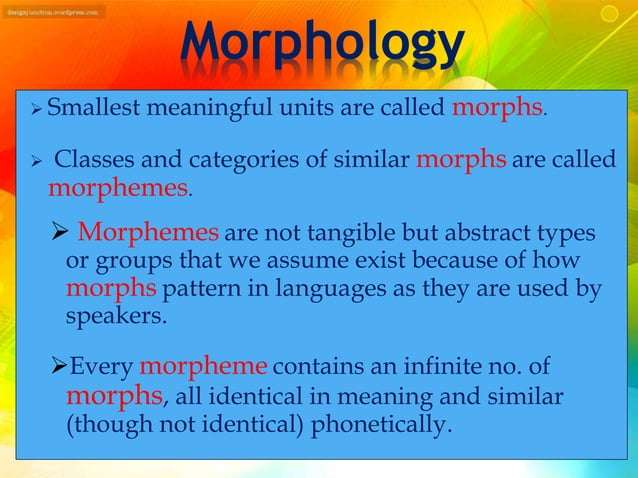 Morphology
➢ Smallest meaningful units are called morphs.
➢ Classes and categories of similar morphs are called
morphemes.
➢ Morphemes are not tangible but abstract types
or groups that we assume exist because of how
morphs pattern in languages as they are used by
speakers.
➢Every morpheme contains an infinite no. of
morphs, all identical in meaning and similar
(though not identical) phonetically.